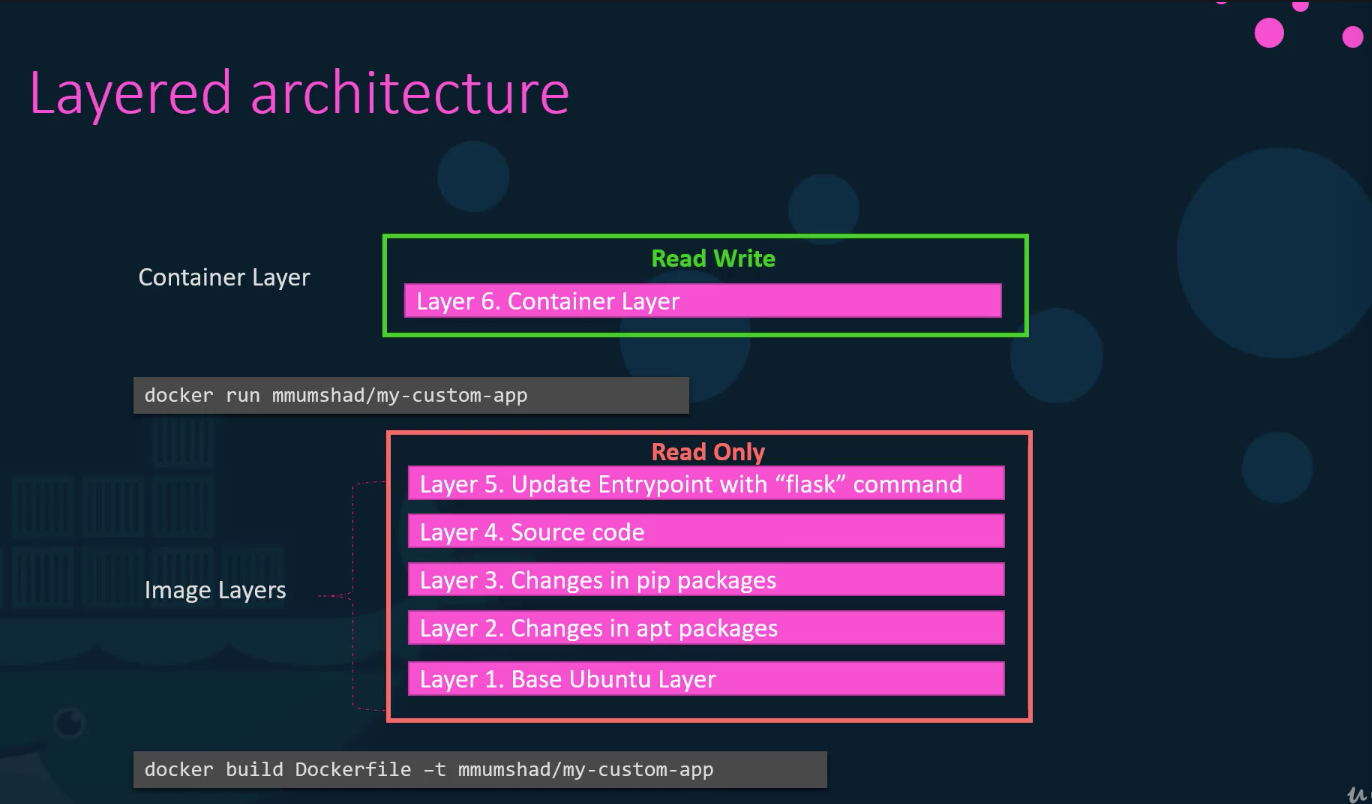 Layered architecture
Read Write
Container Layer
Layer 6. Container Layer
docker run mmumshad/my-custom-app
Read Only
Layer 5. Update Entrypoint with “flask” command
Layer 4. Source code
Layer 3. Changes in pip packages
Image Layers
Layer 2. Changes in apt packages
Layer 1. Base Ubuntu Layer
docker build Dockerfile –t mmumshad/my-custom-app